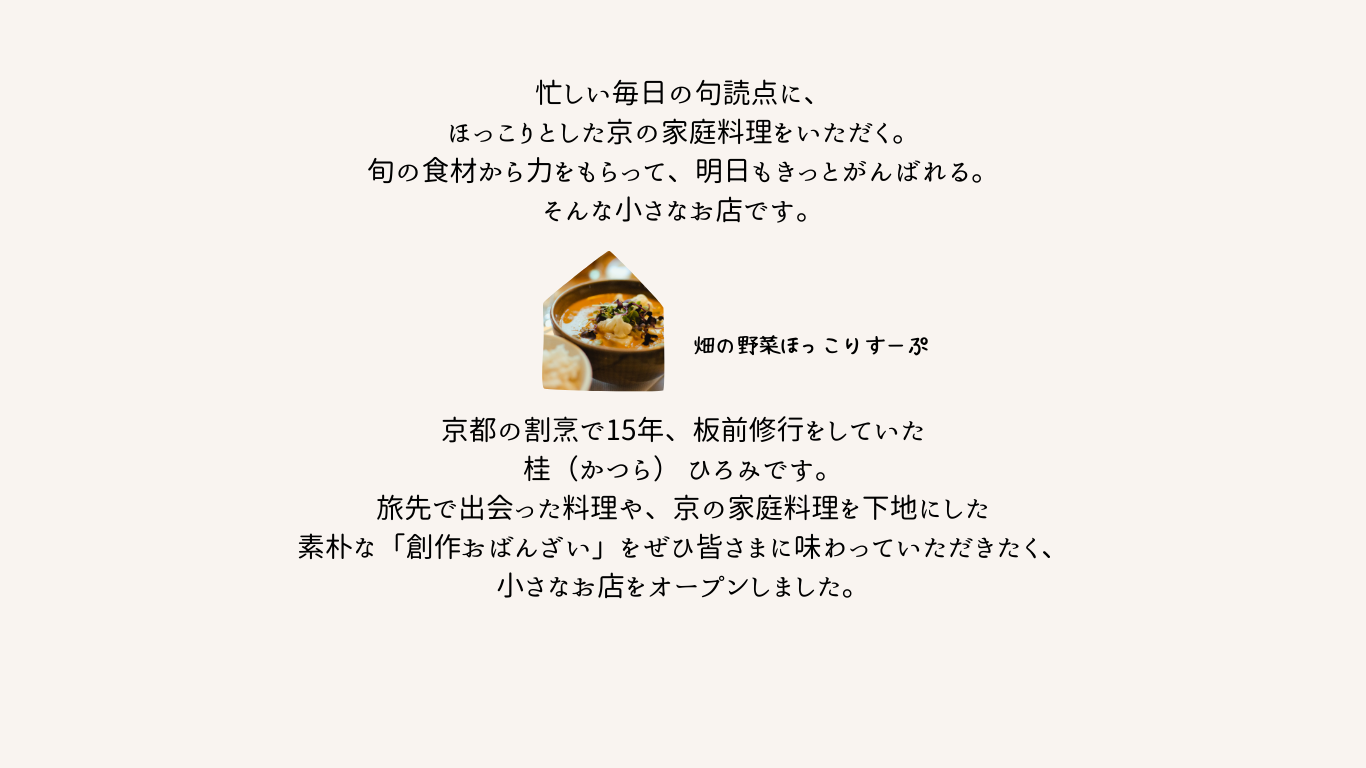 忙しい毎日の句読点に、
ほっこりとした京の家庭料理をいただく。
旬の食材から力をもらって、明日もきっとがんばれる。
そんな小さなお店です。
畑の野菜ほっこりすーぷ
京都の割烹で15年、板前修行をしていた
桂（かつら） ひろみです。
旅先で出会った料理や、京の家庭料理を下地にした
素朴な「創作おばんざい」をぜひ皆さまに味わっていただきたく、
小さなお店をオープンしました。